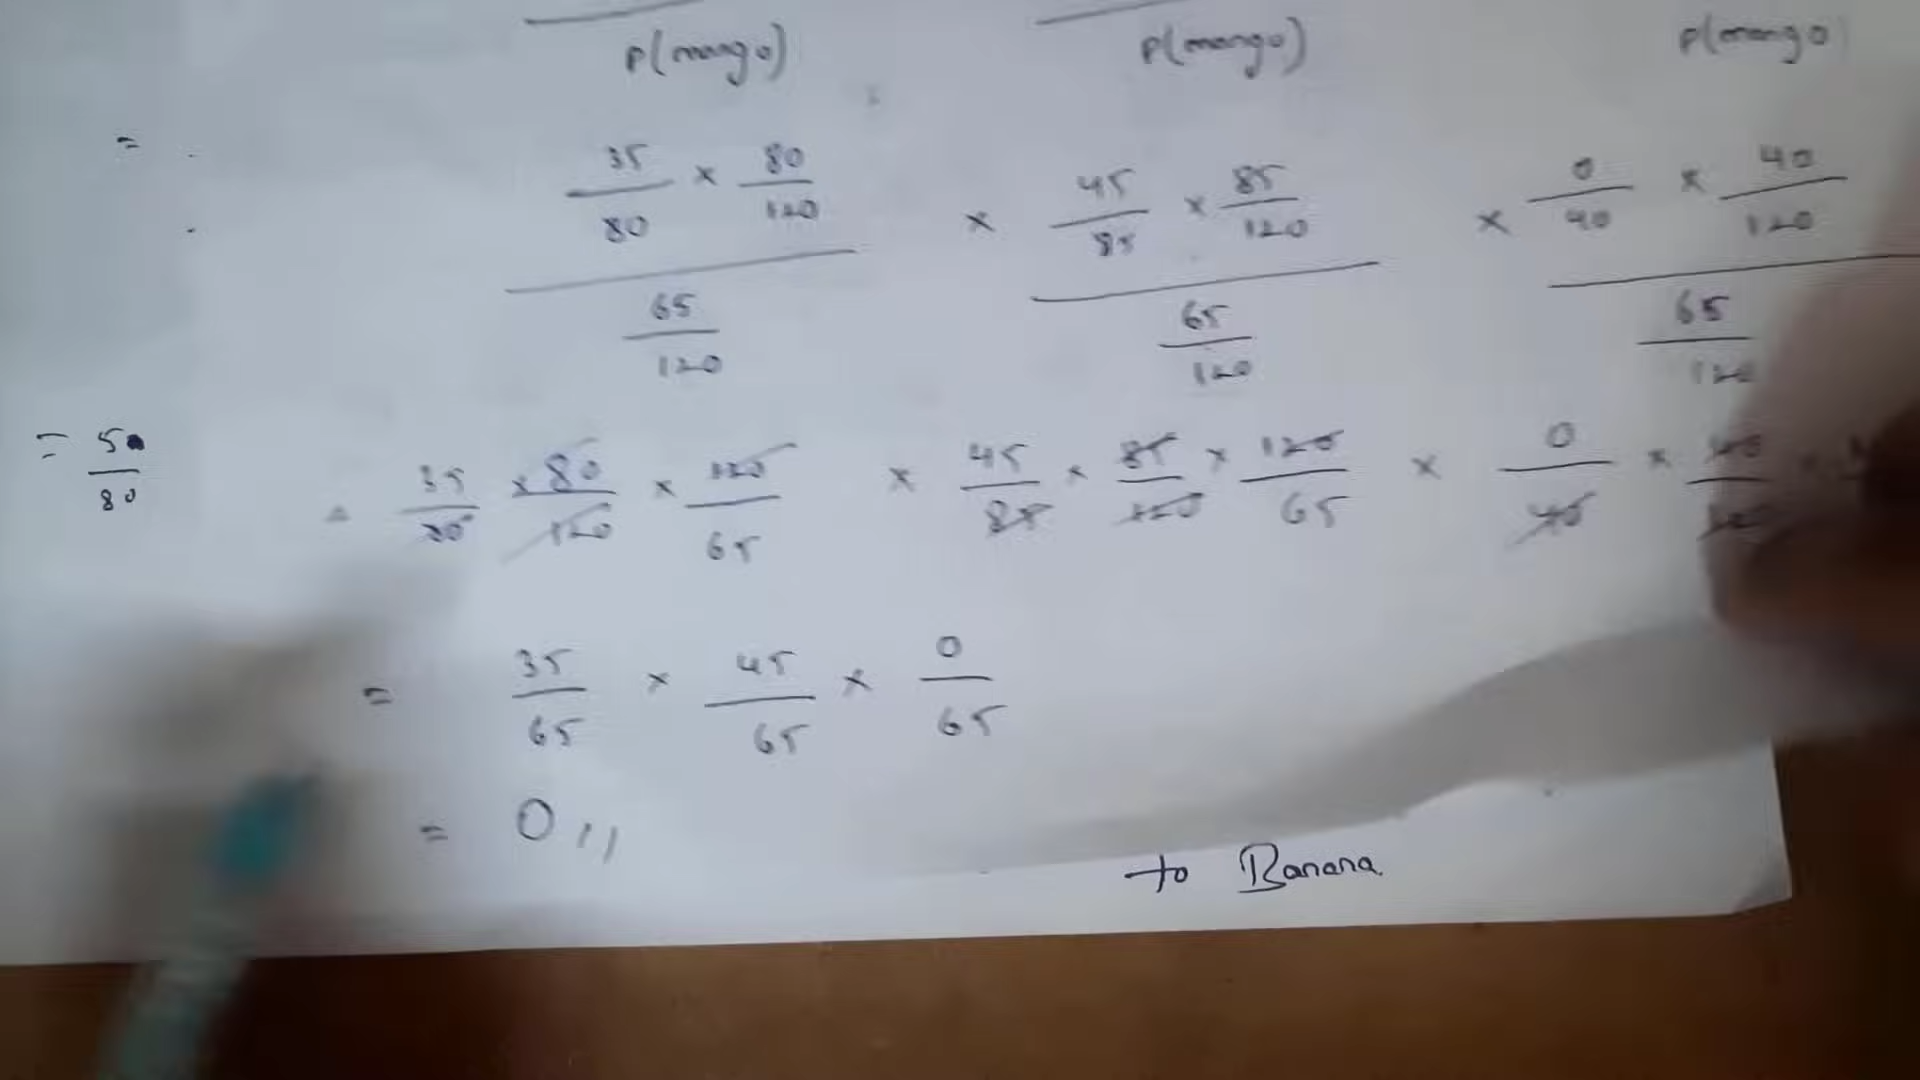 P(mango) P(mango) P(mango)
= 35/80 × 80/120 × 45/85 × 85/120 × 0/40 × 40/120
65/120 65/120 65/120
= 50/80
35/80 × 80/120 × 120/65 × 45/85 × 85/120 × 120/65 × 0/40 ×
= 35/65 × 45/65 × 0/65
= 0 //
to Banana